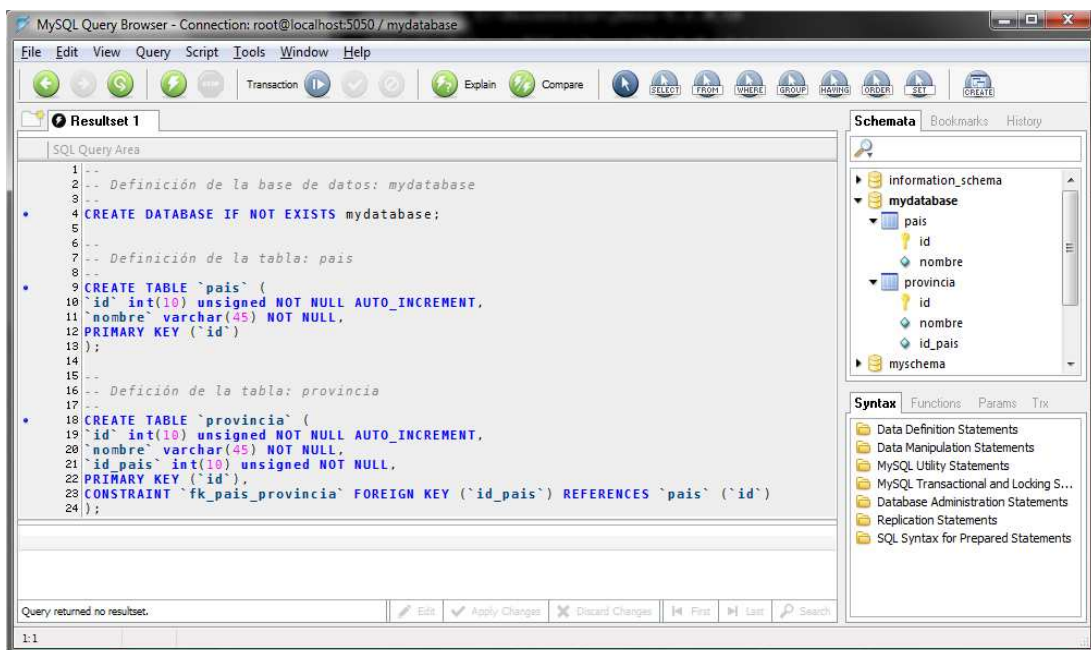 MySQL Query Browser - Connection: root@localhost:5050 / mydatabase
File Edit View Query Script Tools Window Help
Transaction Explain Compare SELECT FROM WHERE GROUP HAVING ORDER SET CREATE
Resultset 1
SQL Query Area
1 --
2 -- Definición de la base de datos: mydatabase
3 --
4 CREATE DATABASE IF NOT EXISTS mydatabase;
5
6 --
7 -- Definición de la tabla: pais
8 --
9 CREATE TABLE `pais` (
10 `id` int(10) unsigned NOT NULL AUTO_INCREMENT,
11 `nombre` varchar(45) NOT NULL,
12 PRIMARY KEY (`id`)
13 );
14
15 --
16 -- Defición de la tabla: provincia
17 --
18 CREATE TABLE `provincia` (
19 `id` int(10) unsigned NOT NULL AUTO_INCREMENT,
20 `nombre` varchar(45) NOT NULL,
21 `id_pais` int(10) unsigned NOT NULL,
22 PRIMARY KEY (`id`),
23 CONSTRAINT `fk_pais_provincia` FOREIGN KEY (`id_pais`) REFERENCES `pais` (`id`)
24 );
Query returned no resultset.
Edit Apply Changes Discard Changes First Last Search
1:1
Schemata Bookmarks History
information_schema
mydatabase
pais
id
nombre
provincia
id
nombre
id_pais
myschema
Syntax Functions Params Trx
Data Definition Statements
Data Manipulation Statements
MySQL Utility Statements
MySQL Transactional and Locking S...
Database Administration Statements
Replication Statements
SQL Syntax for Prepared Statements